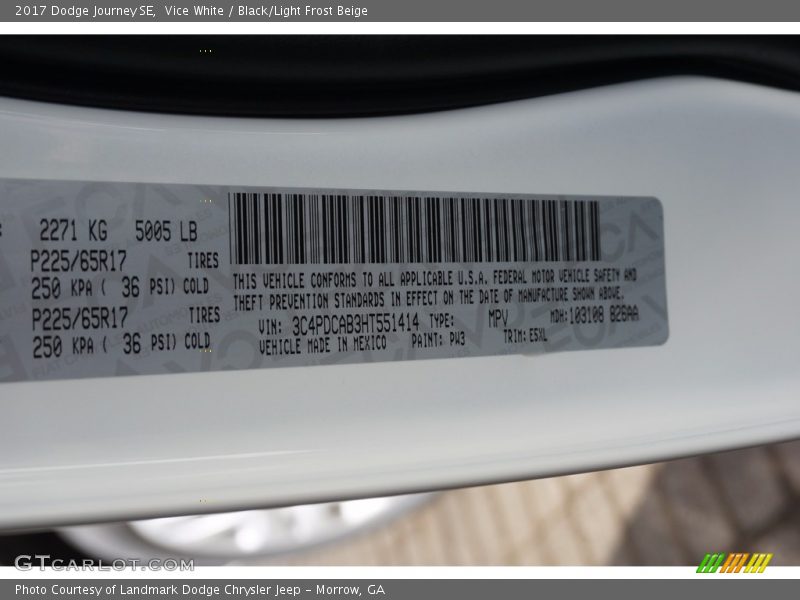 2017 Dodge Journey SE, Vice White / Black/Light Frost Beige
2271 KG 5005 LB
P225/65R17 TIRES
250 KPA ( 36 PSI) COLD
P225/65R17 TIRES
250 KPA ( 36 PSI) COLD
THIS VEHICLE CONFORMS TO ALL APPLICABLE U.S.A. FEDERAL MOTOR VEHICLE SAFETY AND
THEFT PREVENTION STANDARDS IN EFFECT ON THE DATE OF MANUFACTURE SHOWN ABOVE.
VIN: 3C4PDCAB3HT551414 TYPE: MPV MDH: 103108 826AA
VEHICLE MADE IN MEXICO PAINT: PW3 TRIM: ESXL
GTCARLOT.COM
Photo Courtesy of Landmark Dodge Chrysler Jeep – Morrow, GA